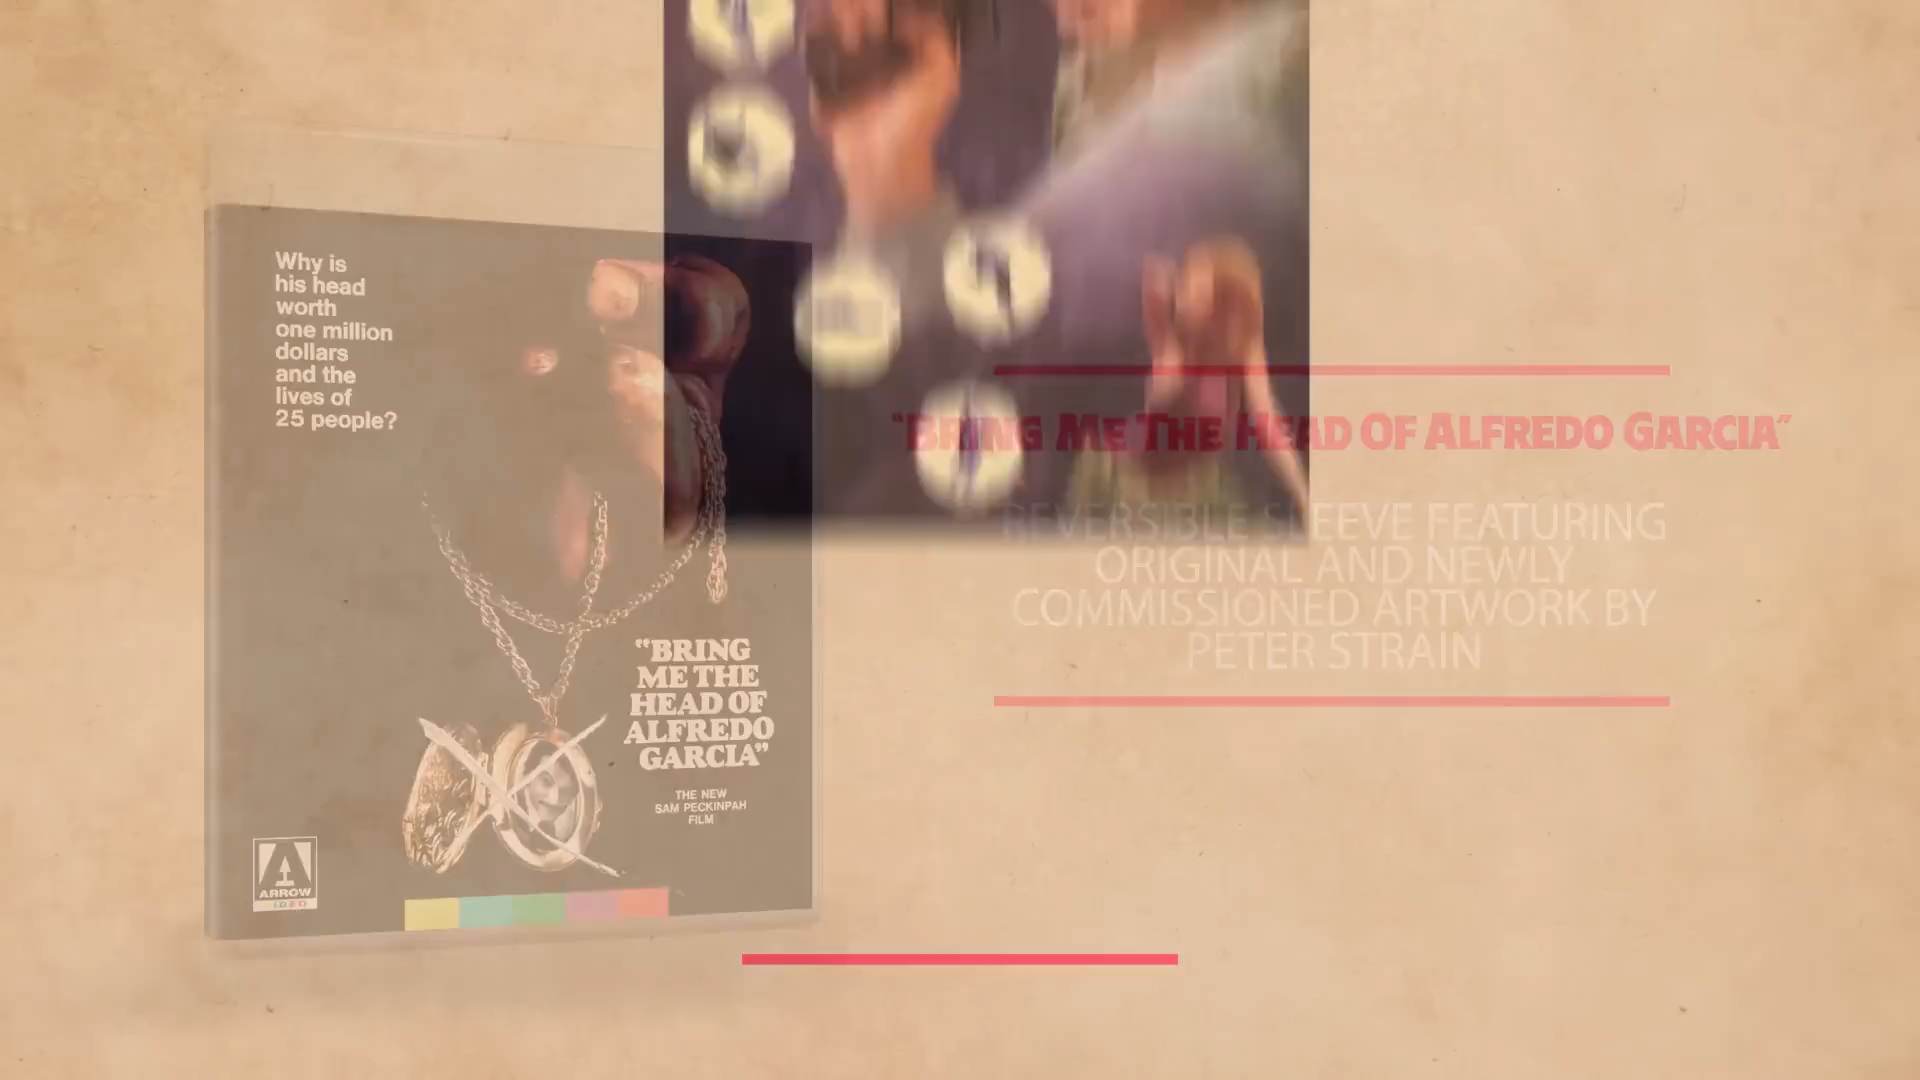 Why is
his head
worth
one million
dollars
and the
lives of
25 people?
"BRING
ME THE
HEAD OF
ALFREDO
GARCIA"
THE NEW
SAM PECKINPAH
FILM
ARROW
"BRING ME THE HEAD OF ALFREDO GARCIA"
REVERSIBLE SLEEVE FEATURING
ORIGINAL AND NEWLY
COMMISSIONED ARTWORK BY
PETER STRAIN